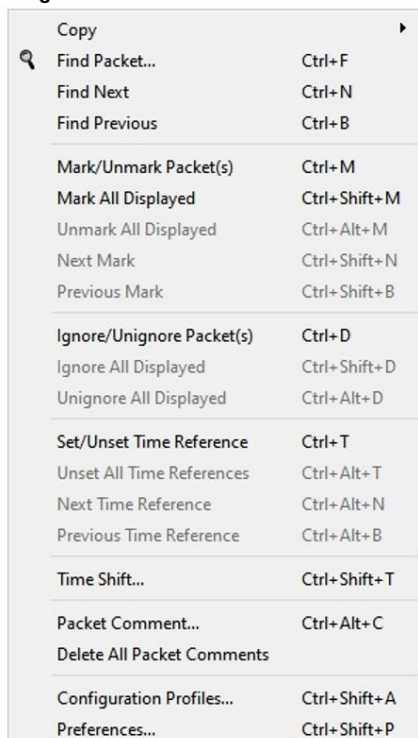 Copy
Find Packet... Ctrl+F
Find Next Ctrl+N
Find Previous Ctrl+B
Mark/Unmark Packet(s) Ctrl+M
Mark All Displayed Ctrl+Shift+M
Unmark All Displayed Ctrl+Alt+M
Next Mark Ctrl+Shift+N
Previous Mark Ctrl+Shift+B
Ignore/Unignore Packet(s) Ctrl+D
Ignore All Displayed Ctrl+Shift+D
Unignore All Displayed Ctrl+Alt+D
Set/Unset Time Reference Ctrl+T
Unset All Time References Ctrl+Alt+T
Next Time Reference Ctrl+Alt+N
Previous Time Reference Ctrl+Alt+B
Time Shift... Ctrl+Shift+T
Packet Comment... Ctrl+Alt+C
Delete All Packet Comments
Configuration Profiles... Ctrl+Shift+A
Preferences... Ctrl+Shift+P